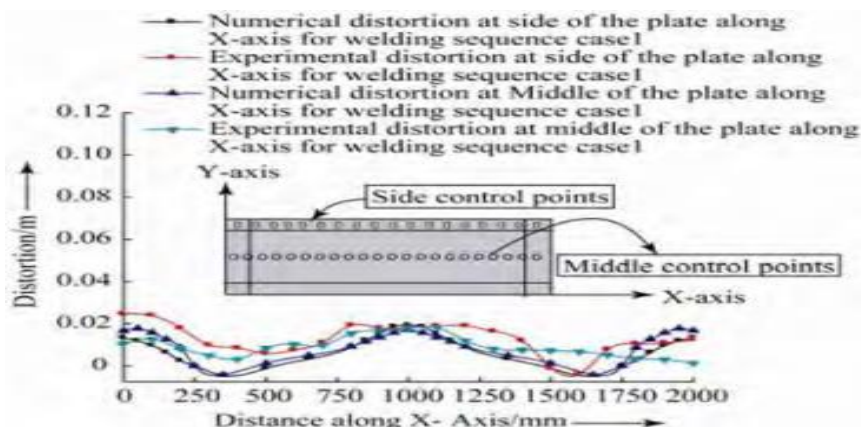 Numerical distortion at side of the plate along
X-axis for welding sequence case1
Experimental distortion at side of the plate along
X-axis for welding sequence case1
Numerical distortion at Middle of the plate along
X-axis for welding sequence case1
Experimental distortion at middle of the plate along
X-axis for welding sequence case1
0.12
0.10
0.08
0.06
0.04
0.02
0
Distortion/m
Y-axis
Side control points
Middle control points
X-axis
0 250 500 750 1000 1250 1500 1750 2000
Distance along X- Axis/mm